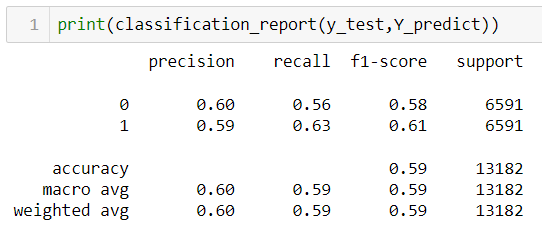 1 print(classification_report(y_test,Y_predict))
precision recall f1-score support
0 0.60 0.56 0.58 6591
1 0.59 0.63 0.61 6591
accuracy 0.59 13182
macro avg 0.60 0.59 0.59 13182
weighted avg 0.60 0.59 0.59 13182